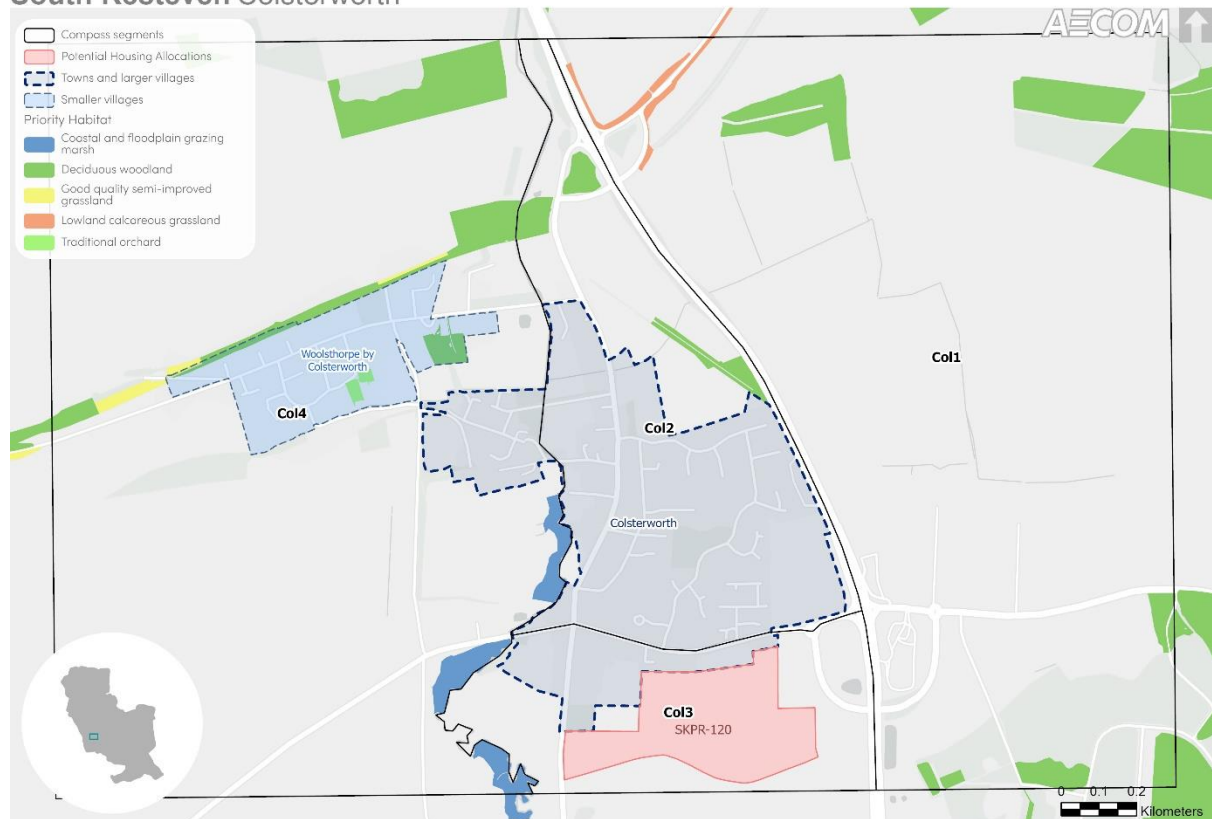 South Kesteven Colsterworth
AECOM
Compass segments
Potential Housing Allocations
Towns and larger villages
Smaller villages
Priority Habitat
Coastal and floodplain grazing
marsh
Deciduous woodland
Good quality semi-improved
grassland
Lowland calcareous grassland
Traditional orchard
Woolsthorpe by
Colsterworth
Col1
Col4
Col2
Colsterworth
Col3
SKPR-120
0 0.1 0.2
Kilometers